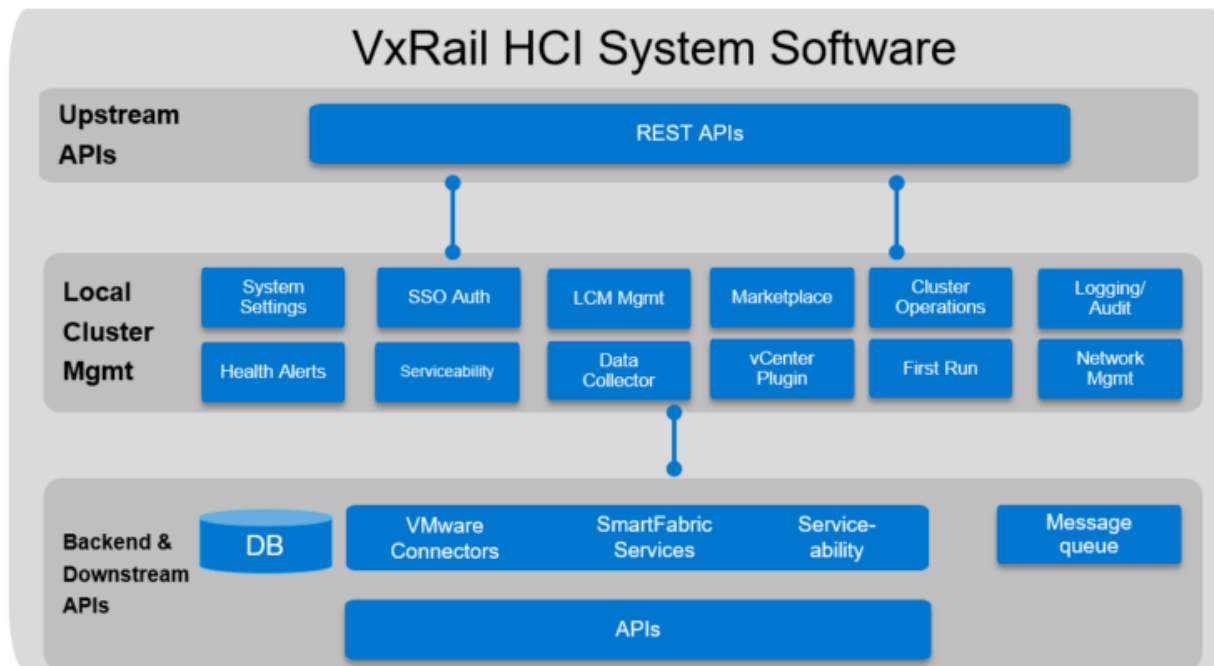 VxRail HCI System Software
Upstream
APIs
REST APIs
Local
Cluster
Mgmt
System
Settings
SSO Auth
LCM Mgmt
Marketplace
Cluster
Operations
Logging/
Audit
Health Alerts
Serviceability
Data
Collector
vCenter
Plugin
First Run
Network
Mgmt
Backend &
Downstream
APIs
DB
VMware
Connectors
SmartFabric
Services
Service-
ability
Message
queue
APIs